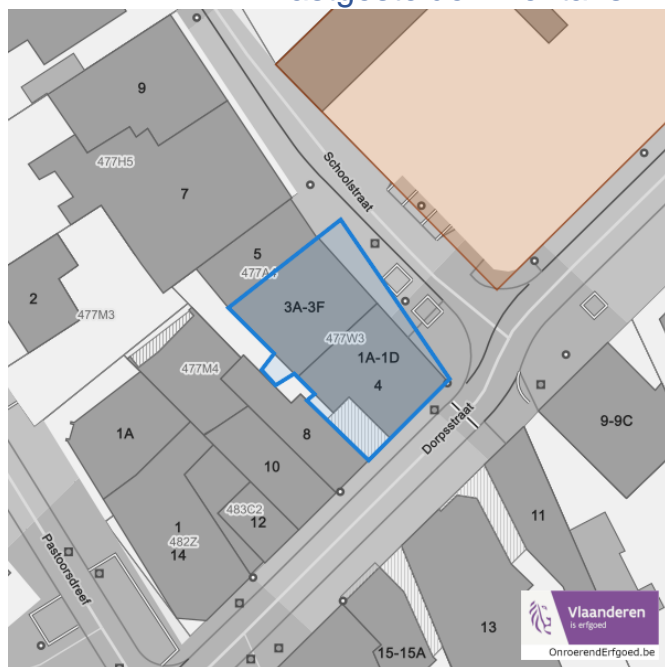 9
477H5
7
Schoolstraat
5
477A4
2
477M3
3A-3F
477W3
1A-1D
4
477M4
1A
8
Dorpsstraat
9-9C
10
483C2
12
11
1
482Z
14
Pastoorsdreef
13
15-15A
Vlaanderen
is erfgoed
OnroerendErfgoed.be